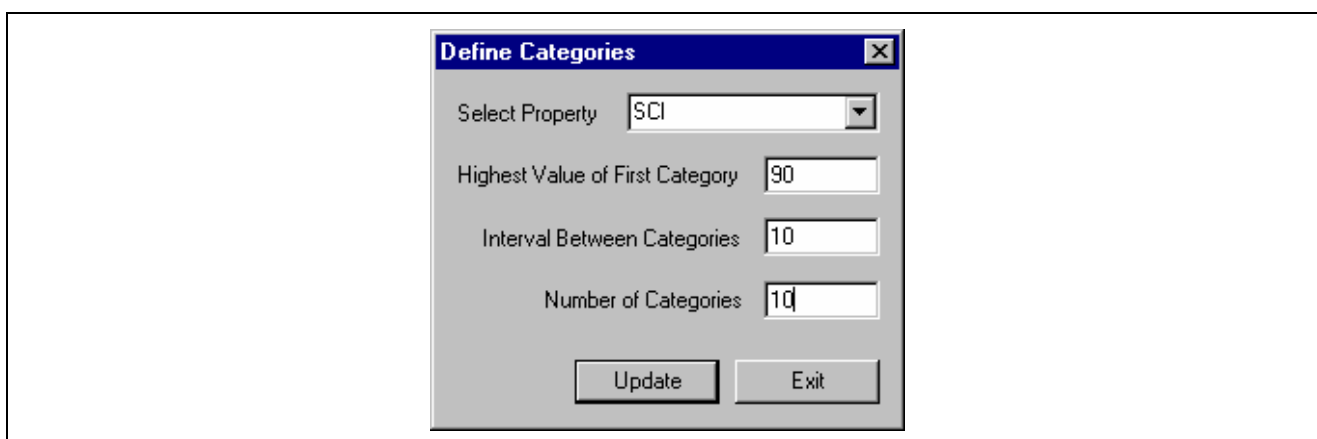 Define Categories
Select Property SCI
Highest Value of First Category 90
Interval Between Categories 10
Number of Categories 10
Update Exit